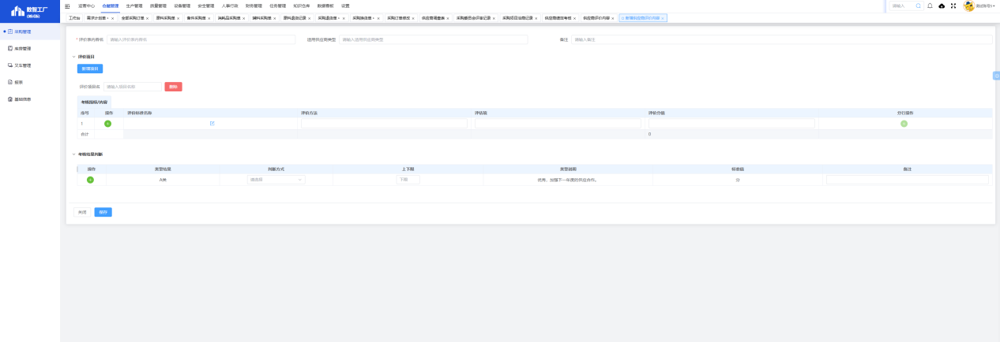 数智工厂
(测试版)
运营中心 仓储管理 生产管理 质量管理 设备管理 安全管理 人事行政 财务管理 任务管理 知识仓库 数据看板 设置
请输入
测试账号1
工作台 需求计划单 全部采购订单 × 原料采购单 × 备件采购单 × 消耗品采购单 × 辅料采购单 × 原料退货记录 × 采购退货单 × 采购换货单 × 采购订单修改 × 供应商调查表 × 采购委员会评审记录 × 采购项目洽商记录 × 供应商绩效考核 × 供应商评价内容 × 新增供应商评价内容 ×
采购管理
库房管理
叉车管理
报表
基础信息
* 评价表内容名 请输入评价表内容名 适用供应商类型 请输入适用供应商类型 备注 请输入备注
评价项目
新增项目
评价项目名 请输入项目名称 删除
考核指标/内容
序号 操作 评价标准名称 评价方法 评估值 评价分值 分行操作
1
合计 0
考核结果判断
操作 类型结果 判断方式 上下限 类型说明 标准值 备注
A类 请选择 下限 优秀，加强下一年度的供应合作。 分
关闭 保存